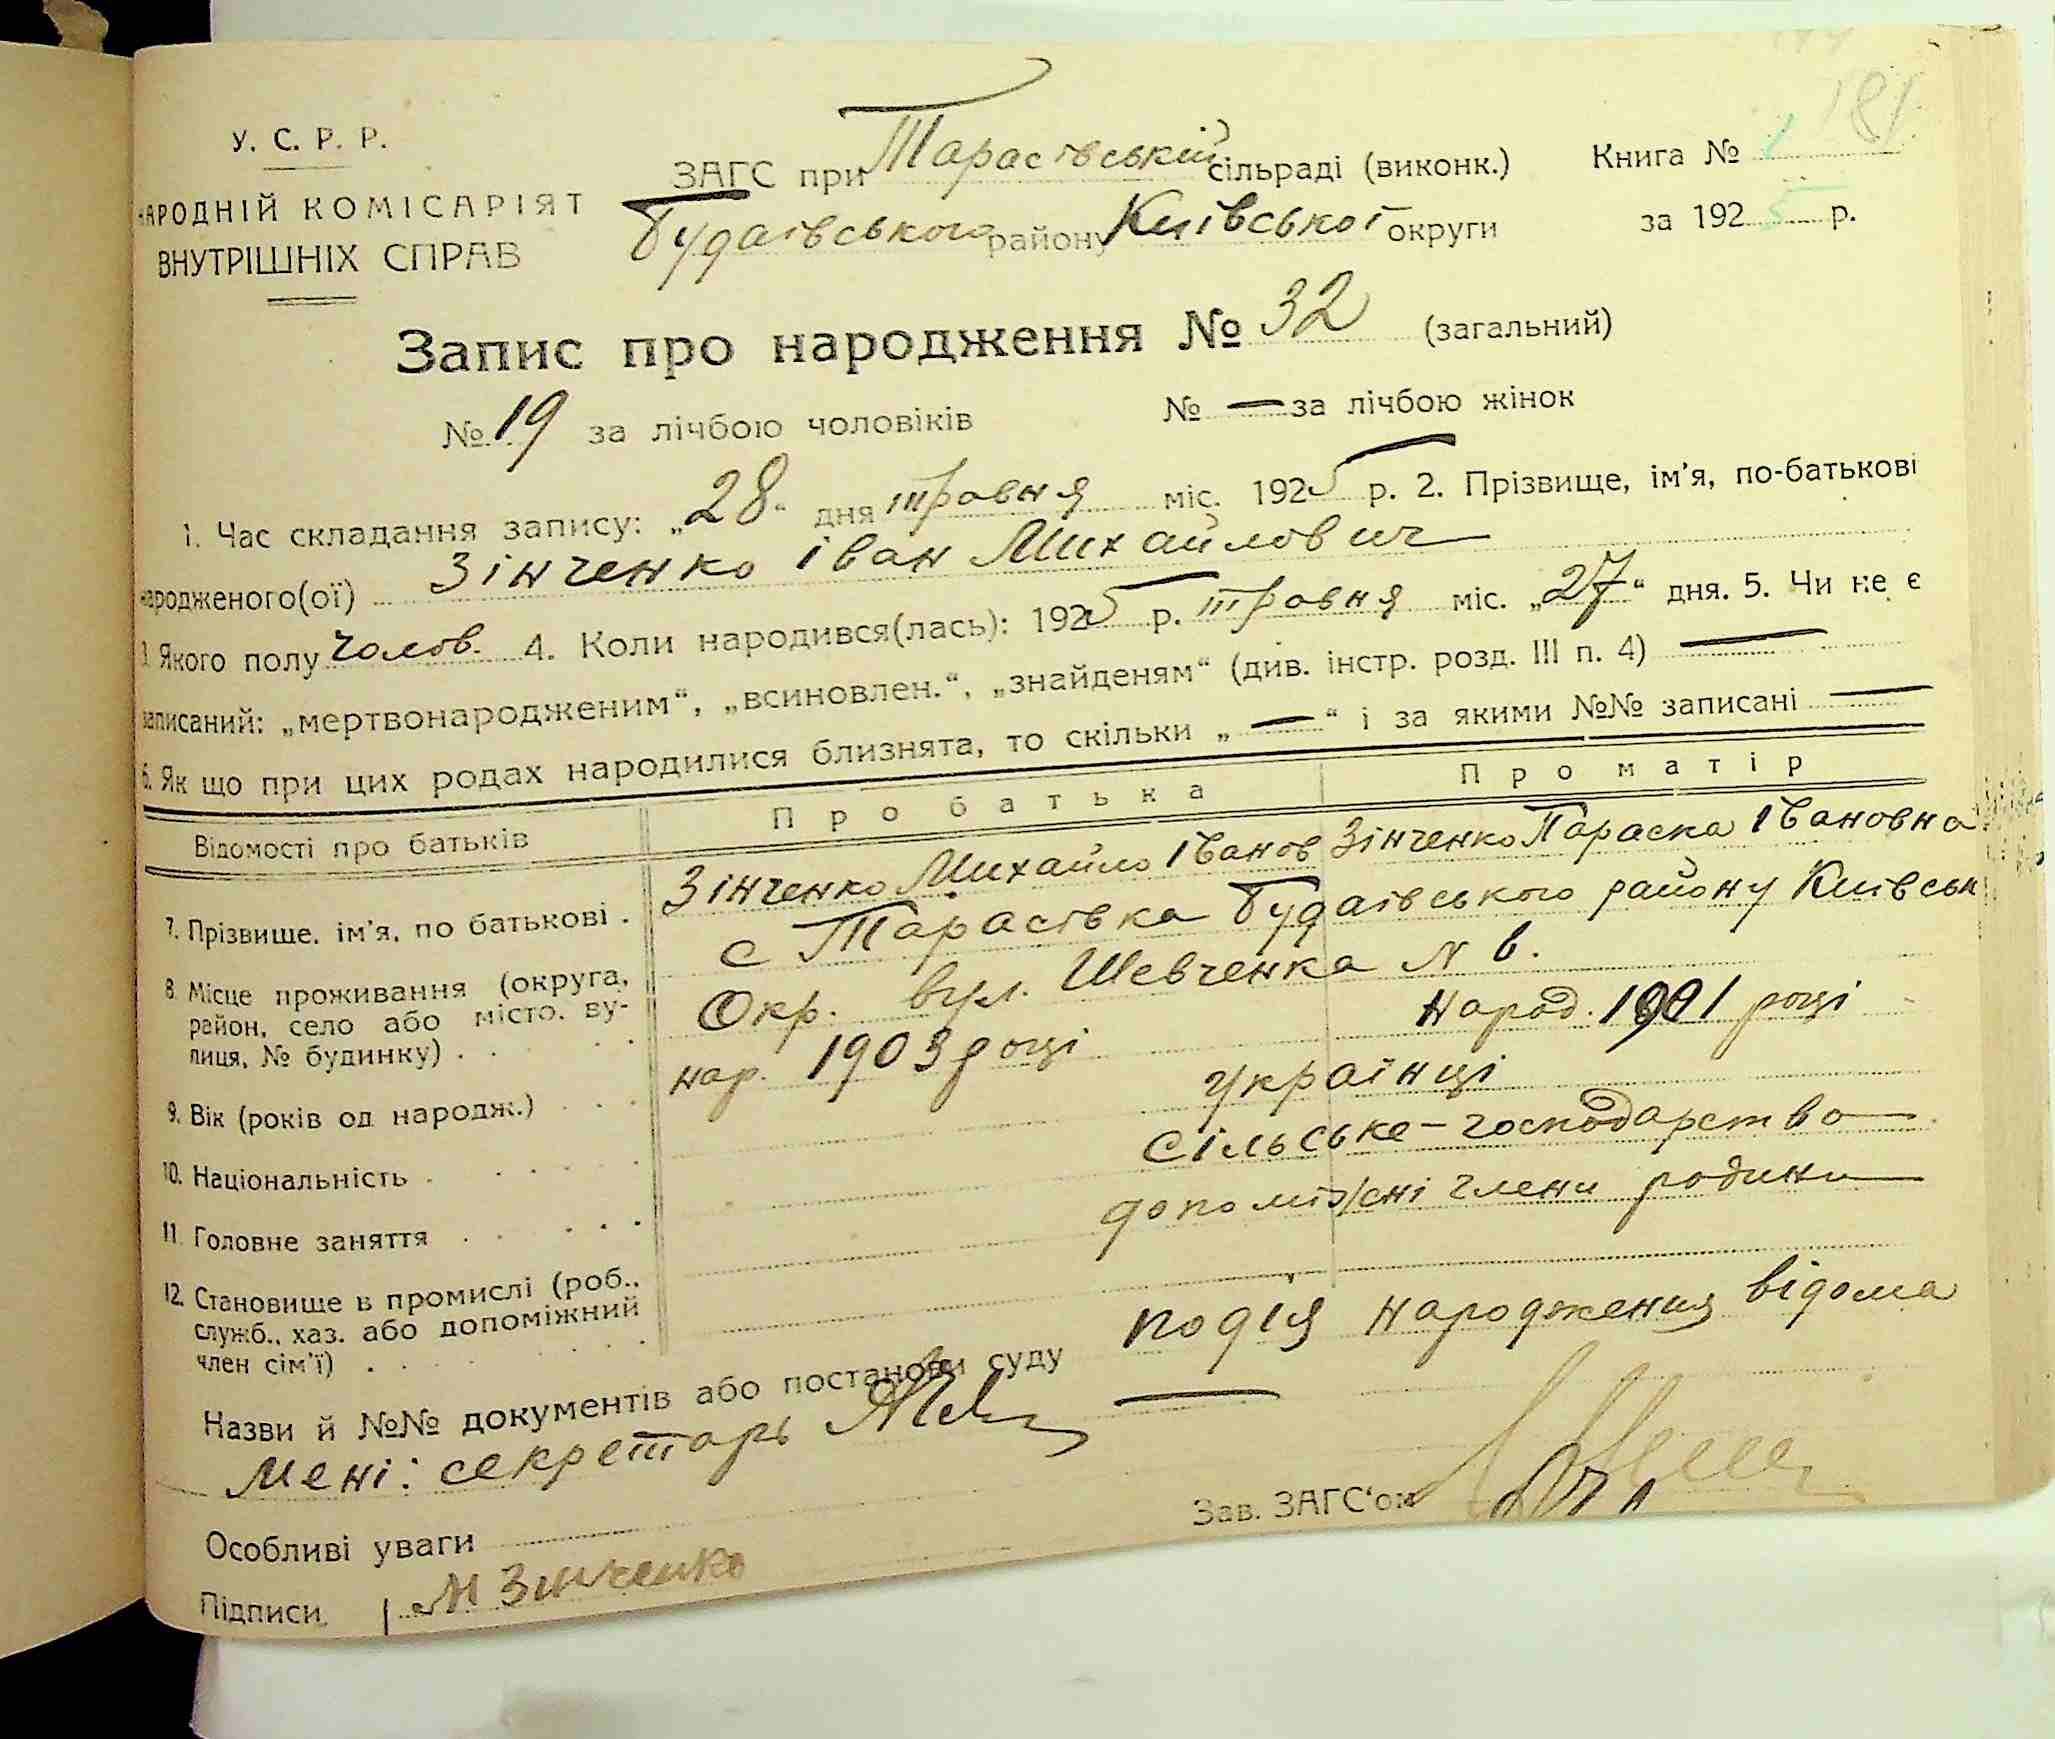 181
У. С. Р. Р.
НАРОДНІЙ КОМІСАРІЯТ
ВНУТРІШНІХ СПРАВ
ЗАГС при Тарасівській сільраді (виконк.) Книга № 1
Будаївського району Київської округи за 1925 р.
Запис про народження № 32 (загальний)
№ 19 за лічбою чоловіків № — за лічбою жінок
1. Час складання запису: „28“ дня травня міс. 1925 р. 2. Прізвище, ім’я, по-батькові
народженого(ої) Зінченко Іван Михайлович
3. Якого полу чолов. 4. Коли народився(лась): 1925 р. травня міс. „27“ дня. 5. Чи не є
записаний: „мертвонародженим“, „всиновлен.“, „знайденям“ (див. інстр. розд. III п. 4) —
6. Як що при цих родах народилися близнята, то скільки „—“ і за якими №№ записані —
Відомості про батьків Про батька Про матір
7. Прізвище, ім’я, по батькові . Зінченко Михайло Іванов Зінченко Параска Івановна
8. Місце проживання (округа, район, село або місто, вулиця, № будинку) . с Тарасівка Будаївського району Київськ
Окр. вул. Шевченка N 6.
9. Вік (років од народж.) нар. 1903 році народ. 1901 році
10. Національність українці
11. Головне заняття сільське-господарство
12. Становище в промислі (роб., служб., хаз. або допоміжний член сім’ї) допоміжні члени родини
Назви й №№ документів або постанови суду подія народження відома
Мені: секретарь
Особливі уваги
Зав. ЗАГС‘ом
Підписи М Зінченко